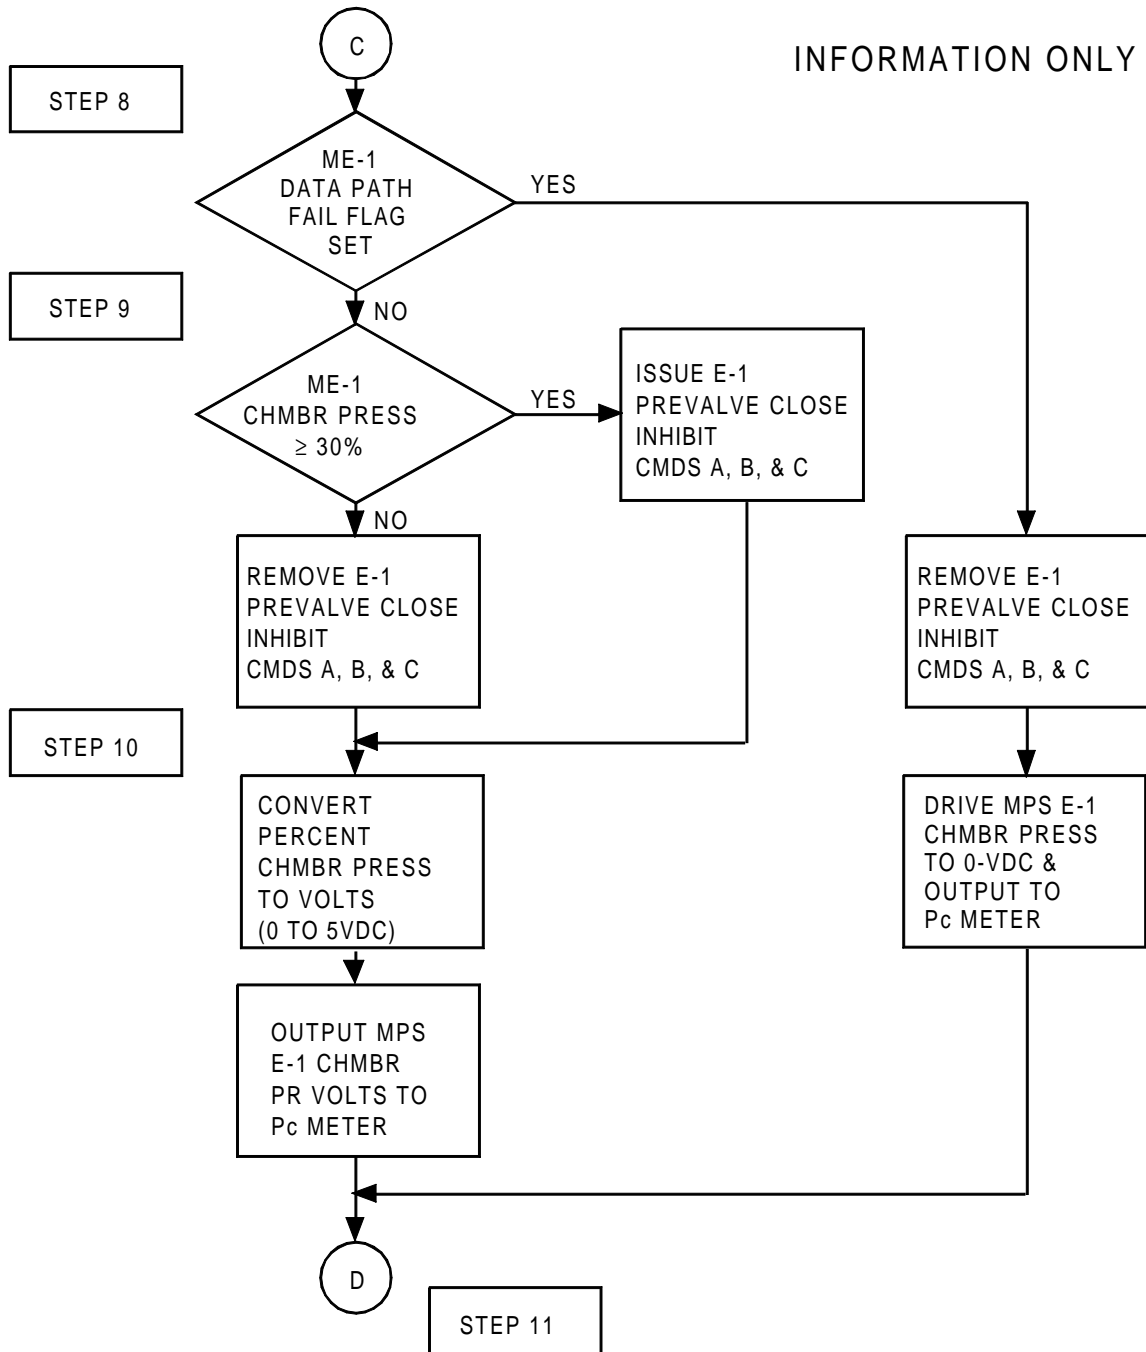 C
INFORMATION ONLY
STEP 8
ME-1
DATA PATH
FAIL FLAG
SET
YES
STEP 9
NO
ME-1
CHMBR PRESS
≥ 30%
YES
ISSUE E-1
PREVALVE CLOSE
INHIBIT
CMDS A, B, & C
NO
REMOVE E-1
PREVALVE CLOSE
INHIBIT
CMDS A, B, & C
REMOVE E-1
PREVALVE CLOSE
INHIBIT
CMDS A, B, & C
STEP 10
CONVERT
PERCENT
CHMBR PRESS
TO VOLTS
(0 TO 5VDC)
DRIVE MPS E-1
CHMBR PRESS
TO 0-VDC &
OUTPUT TO
Pc METER
OUTPUT MPS
E-1 CHMBR
PR VOLTS TO
Pc METER
D
STEP 11